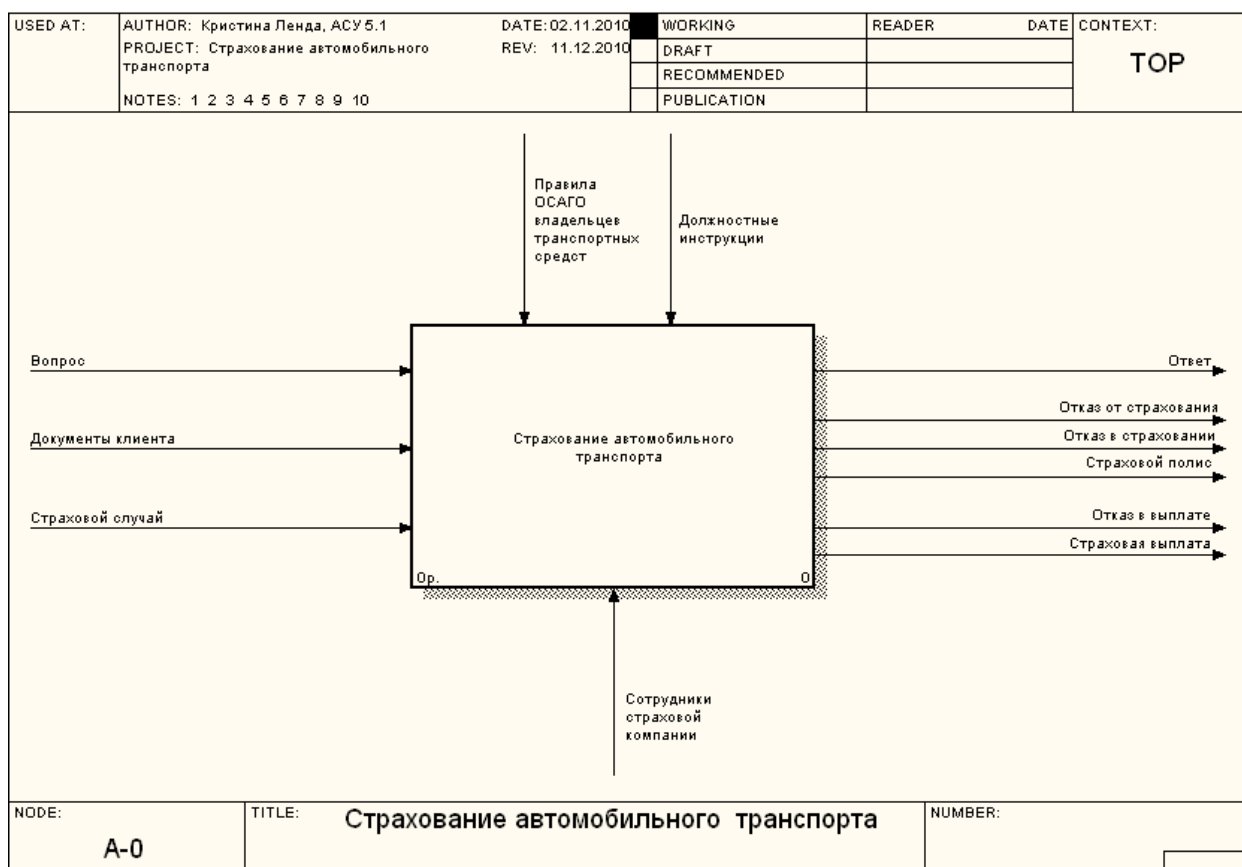 USED AT:
AUTHOR: Кристина Ленда, АСУ 5.1
DATE: 02.11.2010
WORKING
READER
DATE
CONTEXT:
PROJECT: Страхование автомобильного
транспорта
REV: 11.12.2010
DRAFT
RECOMMENDED
TOP
NOTES: 1 2 3 4 5 6 7 8 9 10
PUBLICATION
Правила
ОСАГО
владельцев
транспортных
средст
Должностные
инструкции
Вопрос
Документы клиента
Страховой случай
Страхование автомобильного
транспорта
0р.
0
Ответ
Отказ от страхования
Отказ в страховании
Страховой полис
Отказ в выплате
Страховая выплата
Сотрудники
страховой
компании
NODE:
A-0
TITLE:
Страхование автомобильного транспорта
NUMBER: